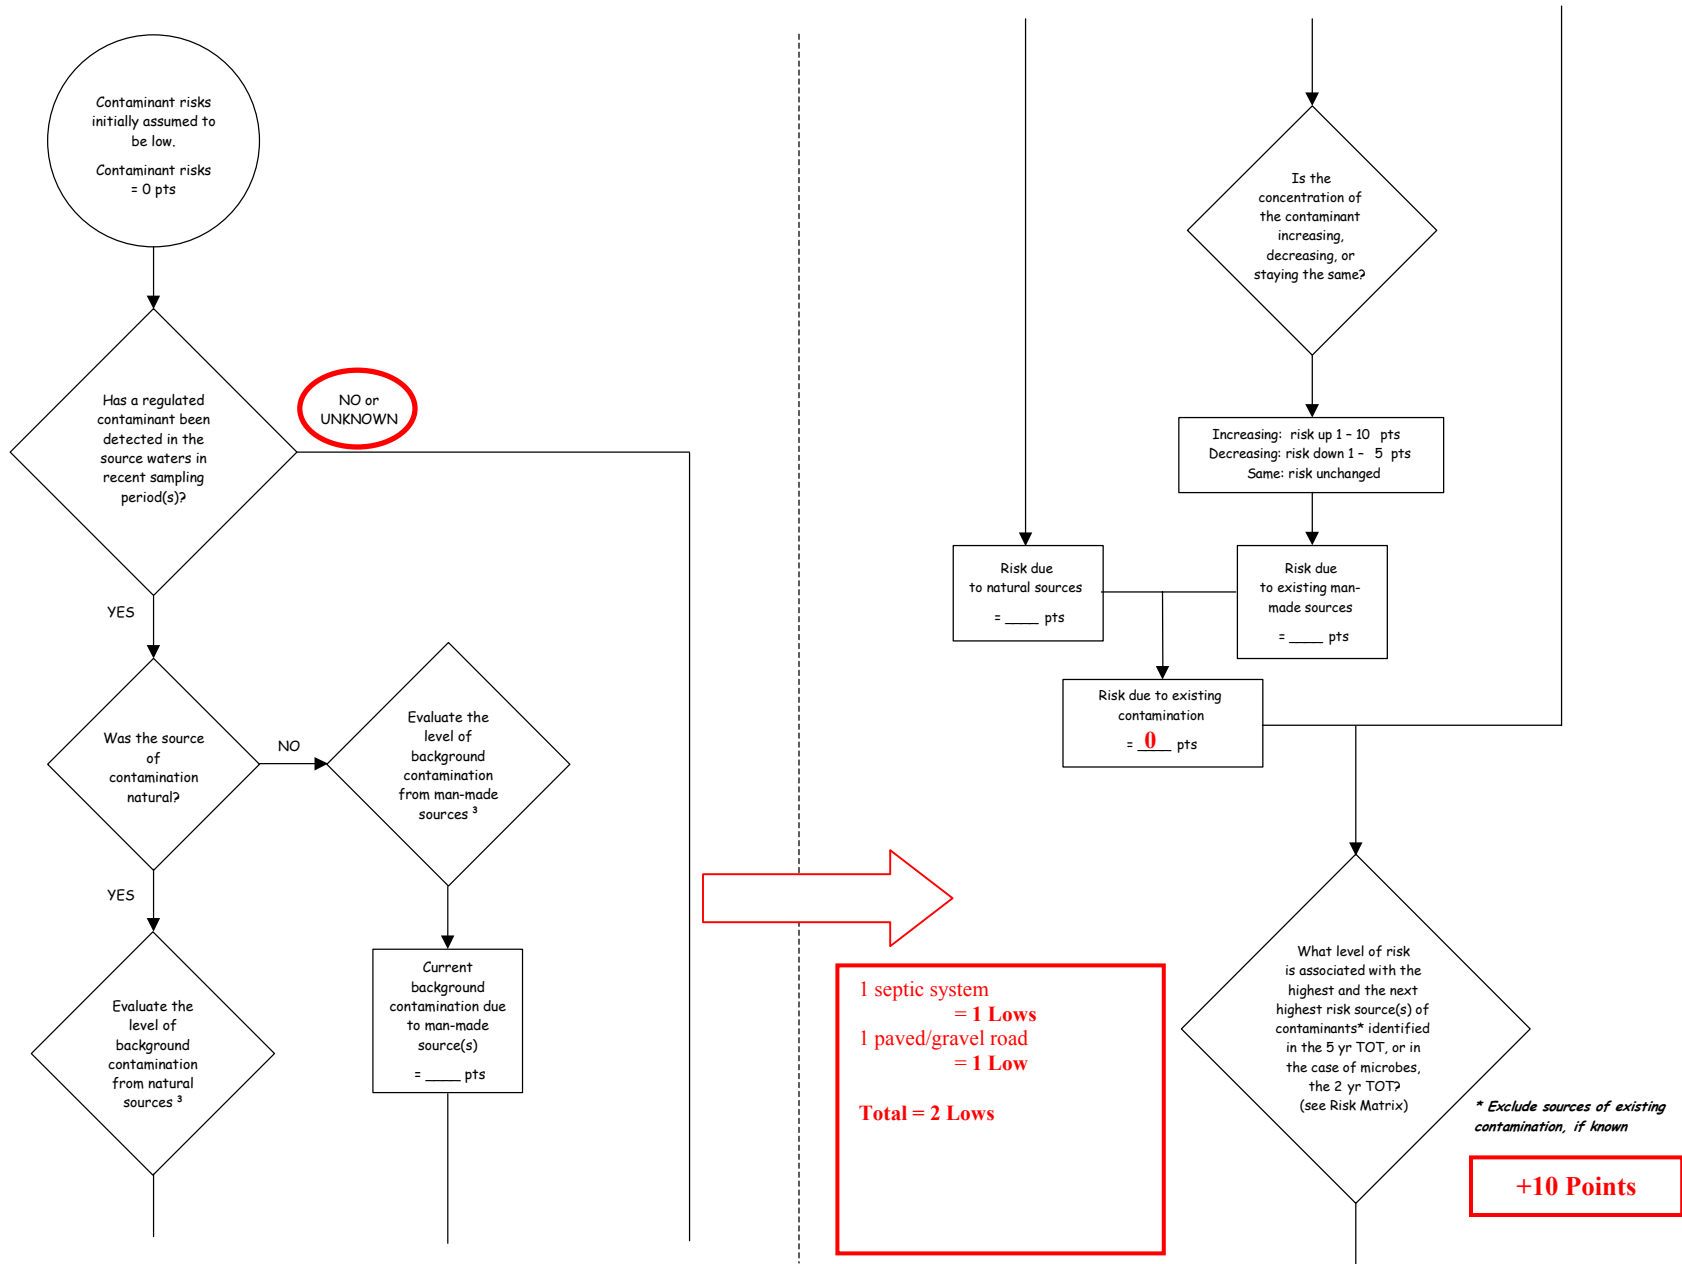 Contaminant risks
initially assumed to
be low.
Contaminant risks
= 0 pts
Has a regulated
contaminant been
detected in the
source waters in
recent sampling
period(s)?
NO or
UNKNOWN
YES
Was the source
of
contamination
natural?
NO
Evaluate the
level of
background
contamination
from man-made
sources ³
YES
Evaluate the
level of
background
contamination
from natural
sources ³
Current
background
contamination due
to man-made
source(s)
= ____ pts
Is the
concentration of
the contaminant
increasing,
decreasing, or
staying the same?
Increasing: risk up 1 – 10 pts
Decreasing: risk down 1 – 5 pts
Same: risk unchanged
Risk due
to natural sources
= ____ pts
Risk due
to existing man-
made sources
= ____ pts
Risk due to existing
contamination
= 0 pts
1 septic system
= 1 Lows
1 paved/gravel road
= 1 Low
Total = 2 Lows
What level of risk
is associated with the
highest and the next
highest risk source(s) of
contaminants* identified
in the 5 yr TOT, or in
the case of microbes,
the 2 yr TOT?
(see Risk Matrix)
* Exclude sources of existing
contamination, if known
+10 Points